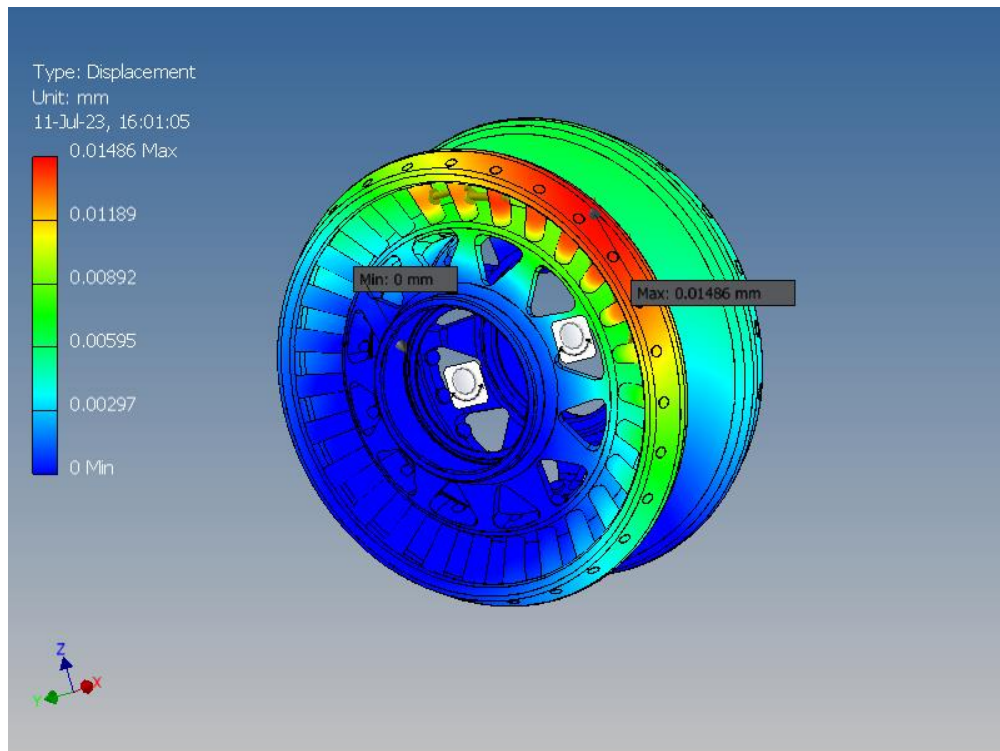 Type: Displacement
Unit: mm
11-Jul-23, 16:01:05
0.01486 Max
0.01189
0.00892
0.00595
0.00297
0 Min
Min: 0 mm
Max: 0.01486 mm
Z
Y
X